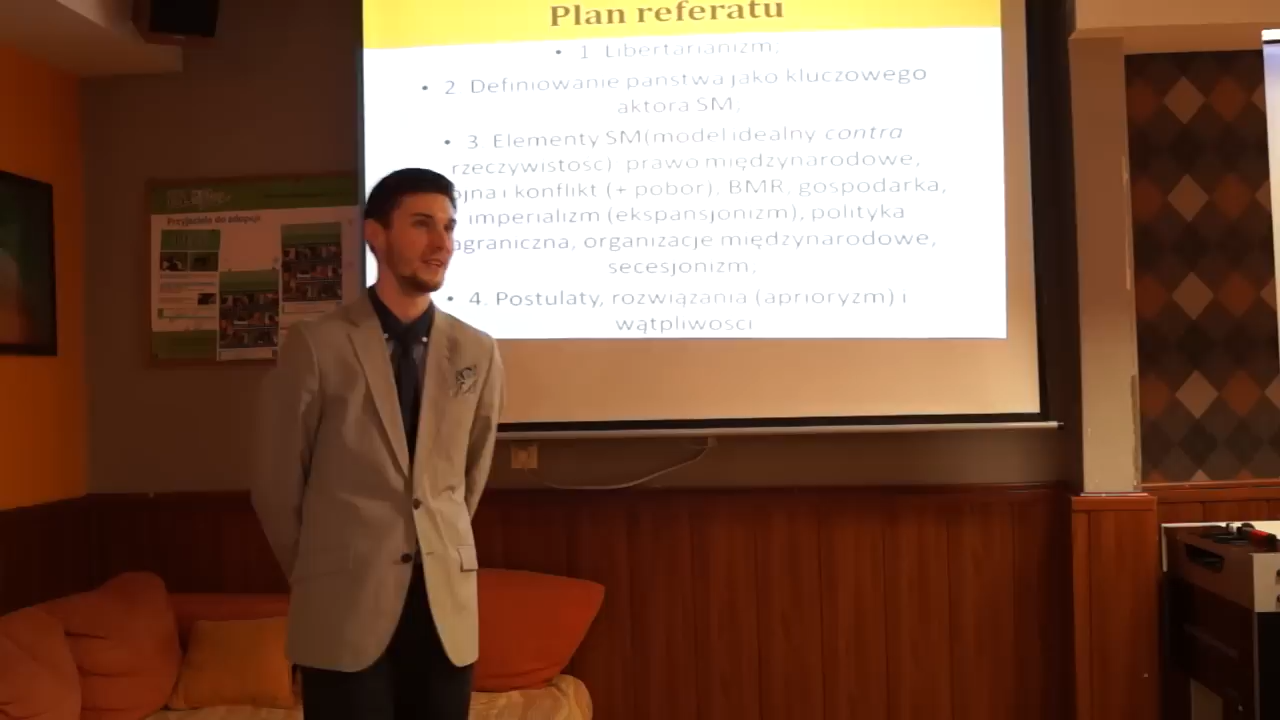 Plan referatu
• 1 Libertarianizm;
• 2 Definiowanie państwa jako kluczowego
aktora SM;
• 3 Elementy SM(model idealny contra
rzeczywistość) prawo międzynarodowe,
ojna i konflikt (+ pobór), BMR, gospodarka,
imperializm (ekspansjonizm), polityka
agraniczna, organizacje międzynarodowe,
secesjonizm;
• 4. Postulaty, rozwiązania (aprioryzm) i
wątpliwości
Przyjaciele do adopcji